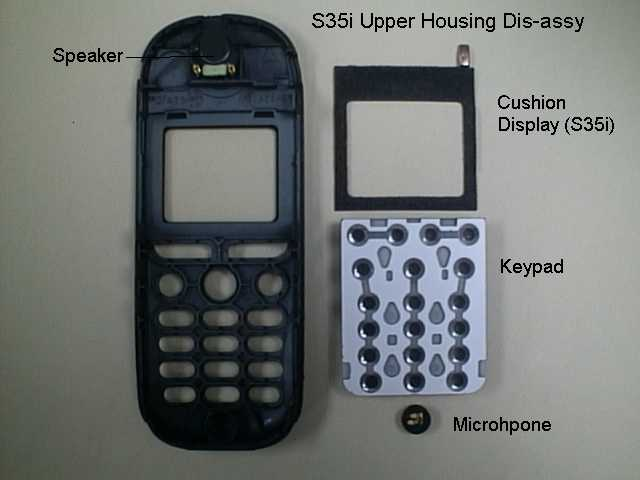 S35i Upper Housing Dis-assy
Speaker
Cushion
Display (S35i)
Keypad
Microhpone